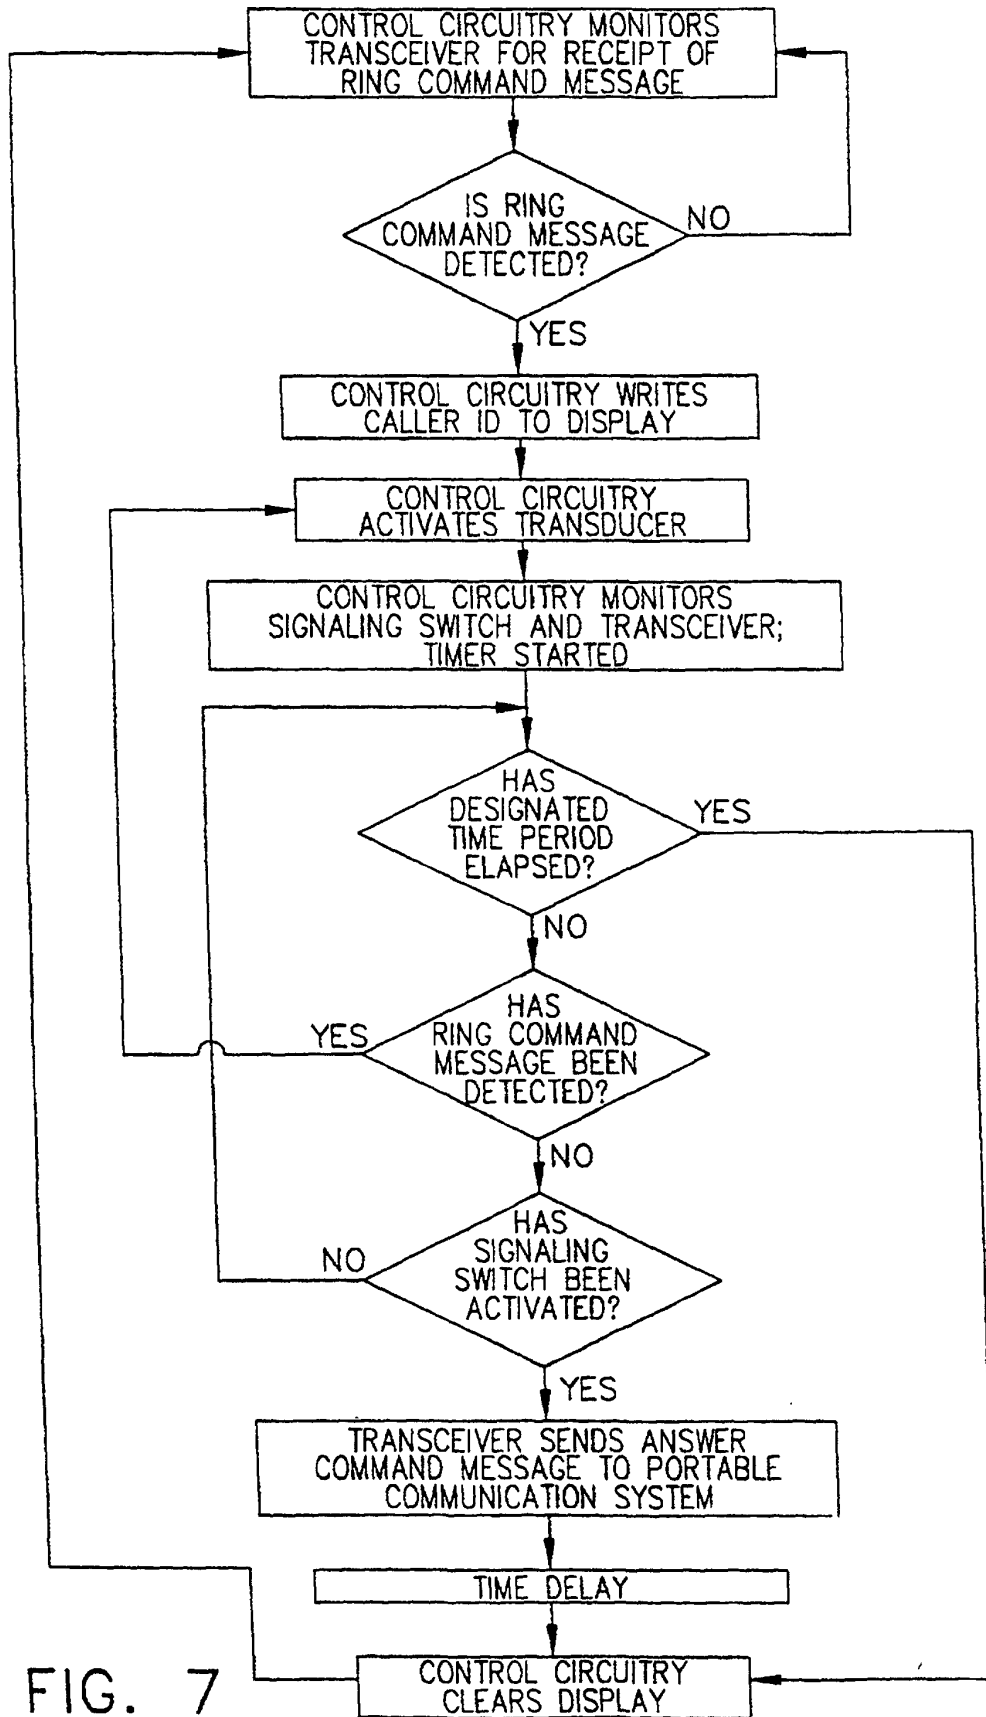 CONTROL CIRCUITRY MONITORS
TRANSCEIVER FOR RECEIPT OF
RING COMMAND MESSAGE
IS RING
COMMAND MESSAGE
DETECTED?
NO
YES
CONTROL CIRCUITRY WRITES
CALLER ID TO DISPLAY
CONTROL CIRCUITRY
ACTIVATES TRANSDUCER
CONTROL CIRCUITRY MONITORS
SIGNALING SWITCH AND TRANSCEIVER;
TIMER STARTED
HAS
DESIGNATED
TIME PERIOD
ELAPSED?
YES
NO
HAS
RING COMMAND
MESSAGE BEEN
DETECTED?
YES
NO
HAS
SIGNALING
SWITCH BEEN
ACTIVATED?
NO
YES
TRANSCEIVER SENDS ANSWER
COMMAND MESSAGE TO PORTABLE
COMMUNICATION SYSTEM
TIME DELAY
CONTROL CIRCUITRY
CLEARS DISPLAY
FIG. 7